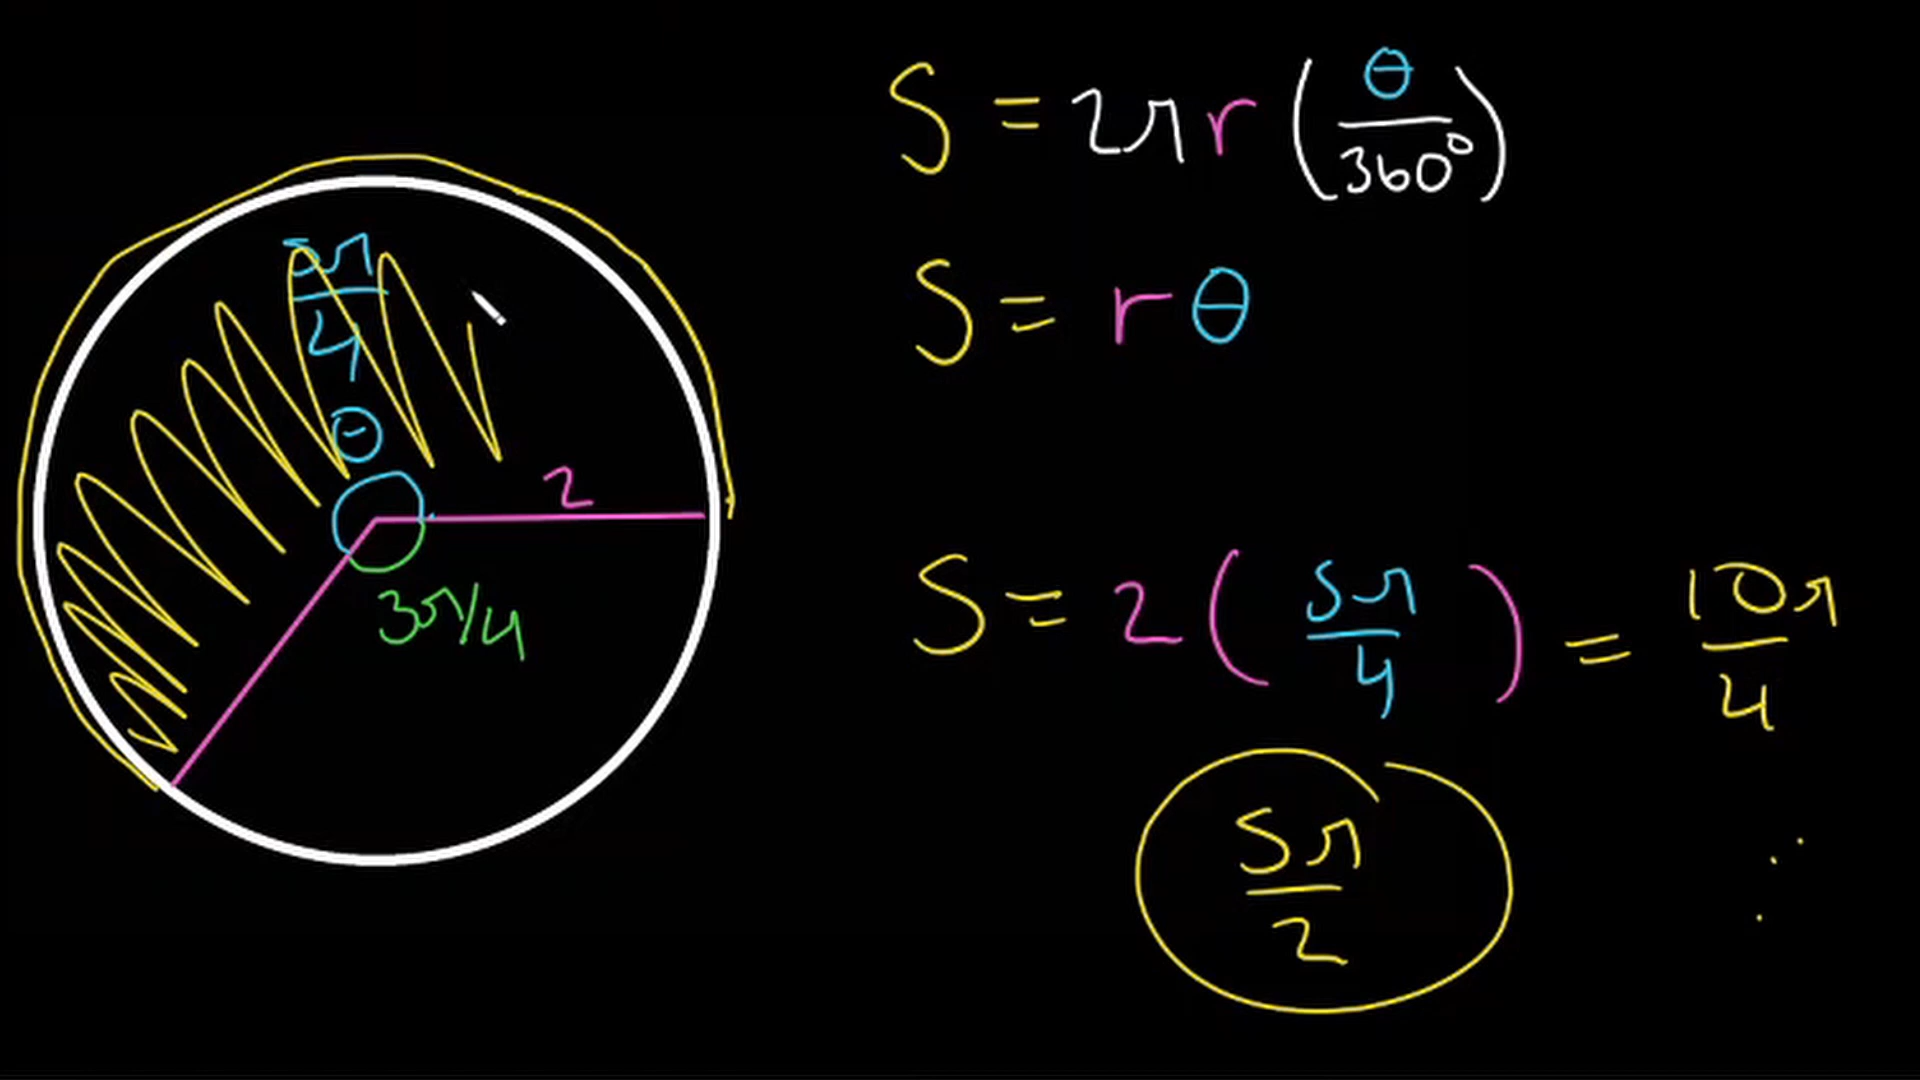 S = 2πr(θ/360°)
S = rθ
5π/4
θ
2
3π/4
S = 2(5π/4) = 10π/4
5π/2